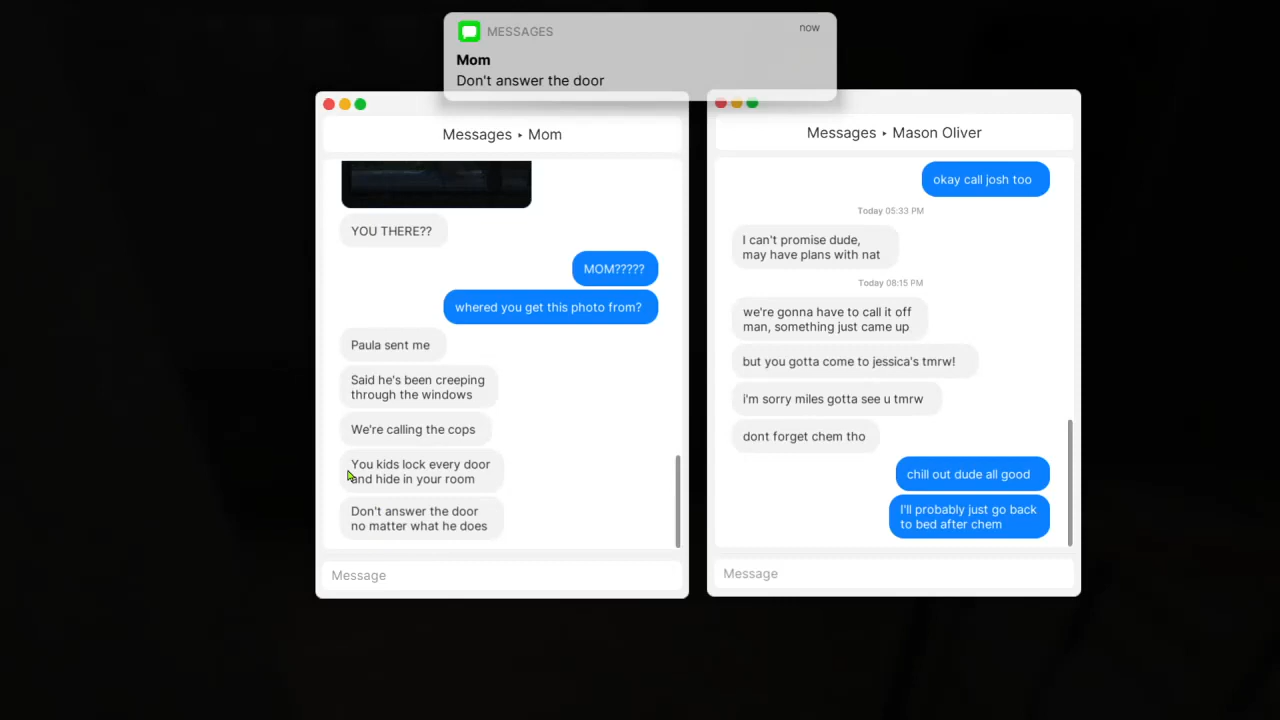 MESSAGES
now
Mom
Don't answer the door
Messages ‣ Mom
YOU THERE??
MOM?????
whered you get this photo from?
Paula sent me
Said he's been creeping
through the windows
We're calling the cops
You kids lock every door
and hide in your room
Don't answer the door
no matter what he does
Message
Messages ‣ Mason Oliver
okay call josh too
Today 05:33 PM
I can't promise dude,
may have plans with nat
Today 08:15 PM
we're gonna have to call it off
man, something just came up
but you gotta come to jessica's tmrw!
i'm sorry miles gotta see u tmrw
dont forget chem tho
chill out dude all good
I'll probably just go back
to bed after chem
Message